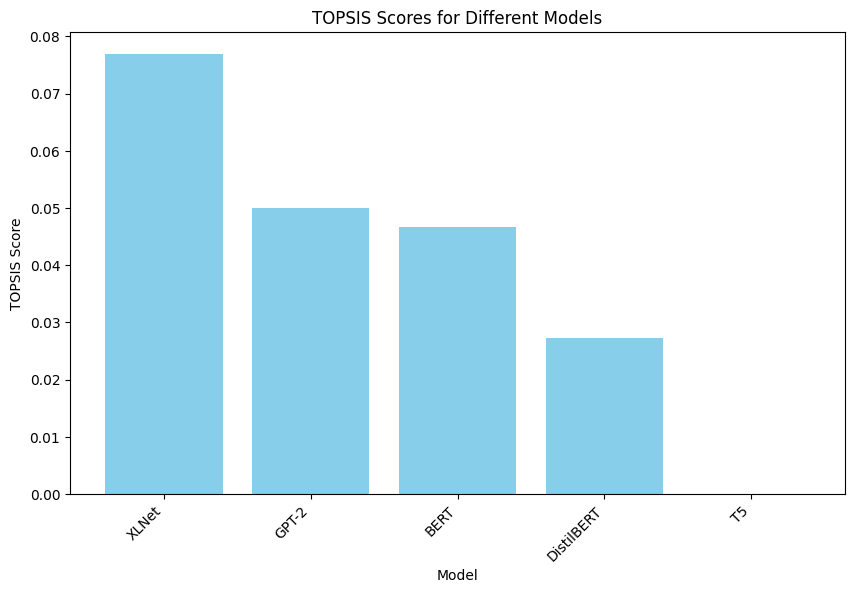 TOPSIS Scores for Different Models
TOPSIS Score
0.08
0.07
0.06
0.05
0.04
0.03
0.02
0.01
0.00
XLNet
GPT-2
BERT
DistilBERT
T5
Model